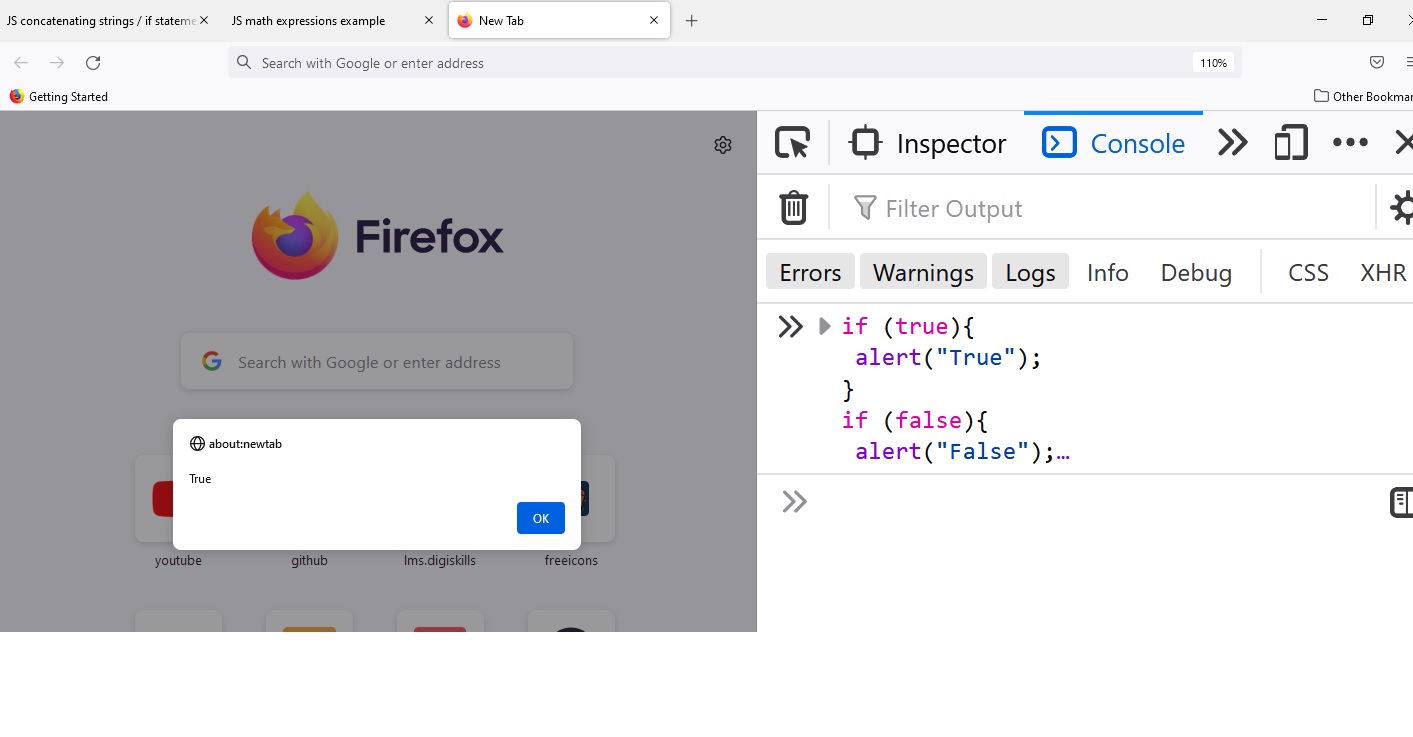 JS concatenating strings / if stateme
JS math expressions example
New Tab
Search with Google or enter address
110%
Getting Started
Other Bookmar
Firefox
Search with Google or enter address
about:newtab
True
OK
youtube
github
lms.digiskills
freeicons
Inspector
Console
Filter Output
Errors
Warnings
Logs
Info
Debug
CSS
XHR
if (true){
alert("True");
}
if (false){
alert("False");…